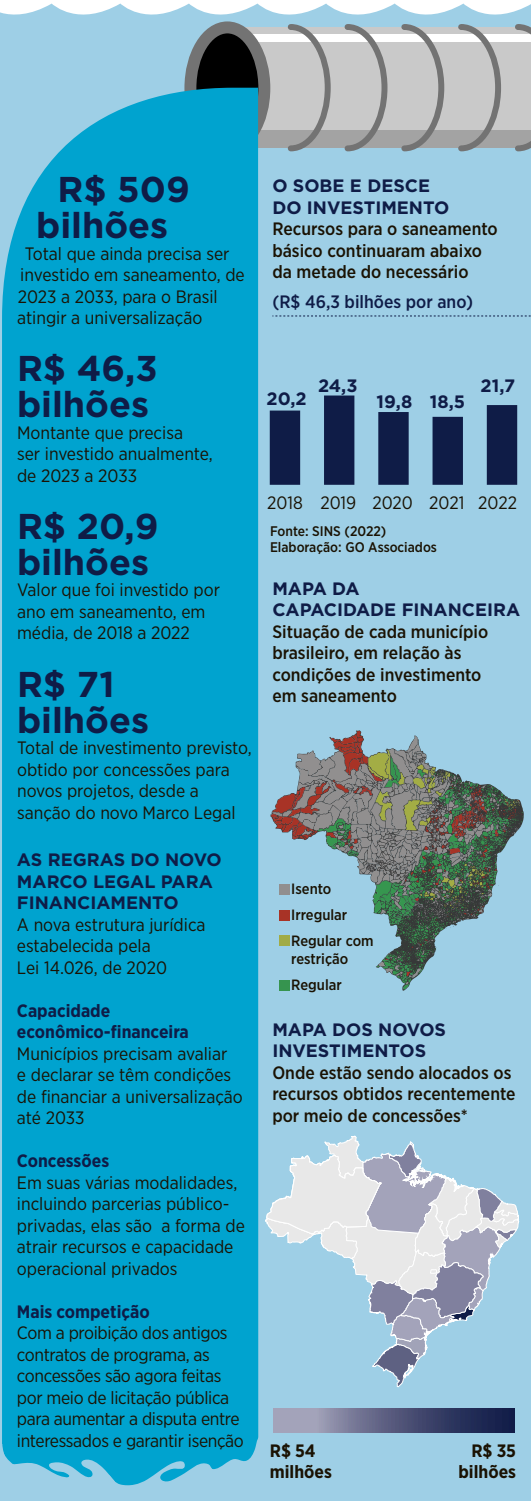 R$ 509
bilhões
Total que ainda precisa ser
investido em saneamento, de
2023 a 2033, para o Brasil
atingir a universalização
R$ 46,3
bilhões
Montante que precisa
ser investido anualmente,
de 2023 a 2033
R$ 20,9
bilhões
Valor que foi investido por
ano em saneamento, em
média, de 2018 a 2022
R$ 71
bilhões
Total de investimento previsto,
obtido por concessões para
novos projetos, desde a
sanção do novo Marco Legal
AS REGRAS DO NOVO
MARCO LEGAL PARA
FINANCIAMENTO
A nova estrutura jurídica
estabelecida pela
Lei 14.026, de 2020
Capacidade
econômico-financeira
Municípios precisam avaliar
e declarar se têm condições
de financiar a universalização
até 2033
Concessões
Em suas várias modalidades,
incluindo parcerias público-
privadas, elas são a forma de
atrair recursos e capacidade
operacional privados
Mais competição
Com a proibição dos antigos
contratos de programa, as
concessões são agora feitas
por meio de licitação pública
para aumentar a disputa entre
interessados e garantir isenção
O SOBE E DESCE
DO INVESTIMENTO
Recursos para o saneamento
básico continuaram abaixo
da metade do necessário
(R$ 46,3 bilhões por ano)
20,2 24,3 19,8 18,5 21,7
2018 2019 2020 2021 2022
Fonte: SINS (2022)
Elaboração: GO Associados
MAPA DA
CAPACIDADE FINANCEIRA
Situação de cada município
brasileiro, em relação às
condições de investimento
em saneamento
Isento
Irregular
Regular com
restrição
Regular
MAPA DOS NOVOS
INVESTIMENTOS
Onde estão sendo alocados os
recursos obtidos recentemente
por meio de concessões*
R$ 54
milhões
R$ 35
bilhões